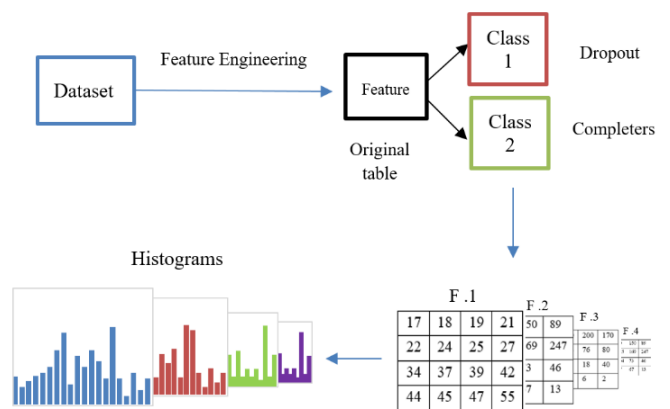 Class
1
Dropout
Feature Engineering
Dataset
Feature
Class
2
Completers
Original
table
Histograms
F .1
17 18 19 21
22 24 25 27
34 37 39 42
44 45 47 55
F .2
50 89
69 247
3 46
7 13
F .3
200 170
76 80
18 40
6 2
F .4